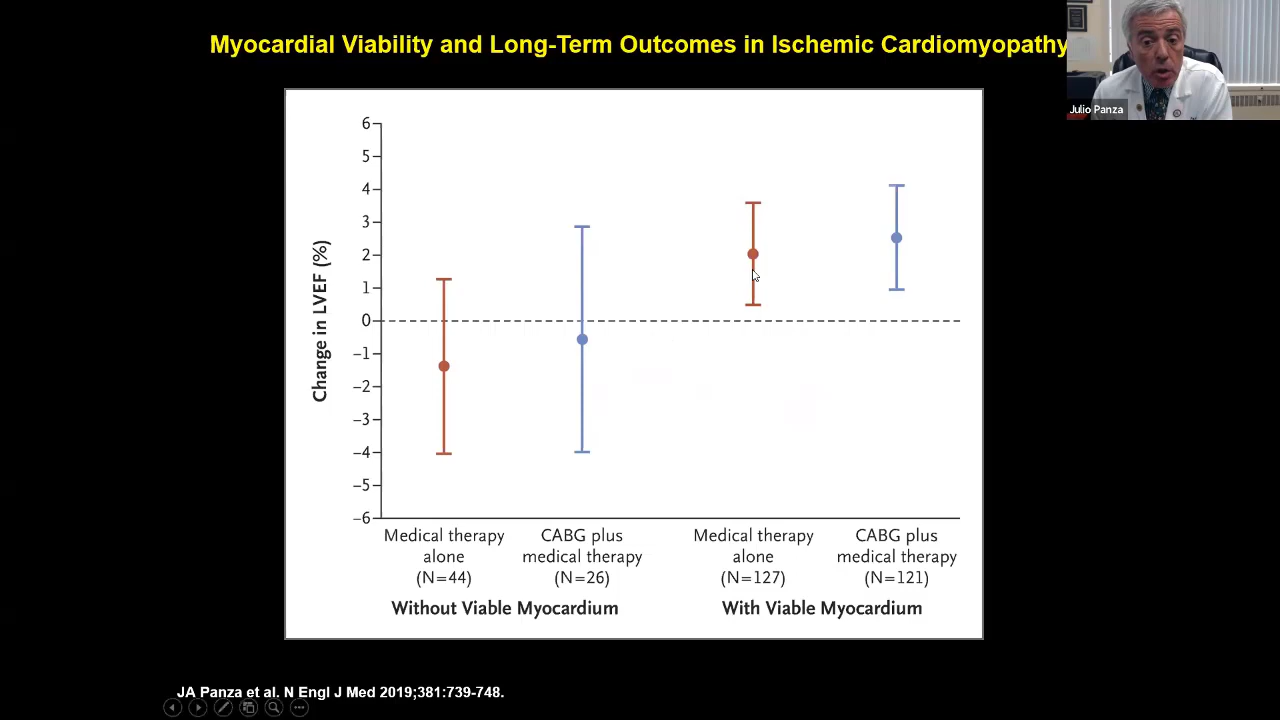 Myocardial Viability and Long-Term Outcomes in Ischemic Cardiomyopathy
Julio Panza
6
5
4
3
2
1
0
–1
–2
–3
–4
–5
–6
Change in LVEF (%)
Medical therapy
alone
(N=44)
CABG plus
medical therapy
(N=26)
Medical therapy
alone
(N=127)
CABG plus
medical therapy
(N=121)
Without Viable Myocardium
With Viable Myocardium
JA Panza et al. N Engl J Med 2019;381:739-748.